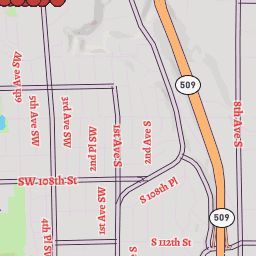 6th Ave SW
5th Ave SW
3rd Ave SW
2nd Pl SW
1st Ave S
2nd Ave S
509
8th Ave S
SW 108th St
S 108th Pl
4th Pl SW
1st Ave SW
e S
509
S 112th St